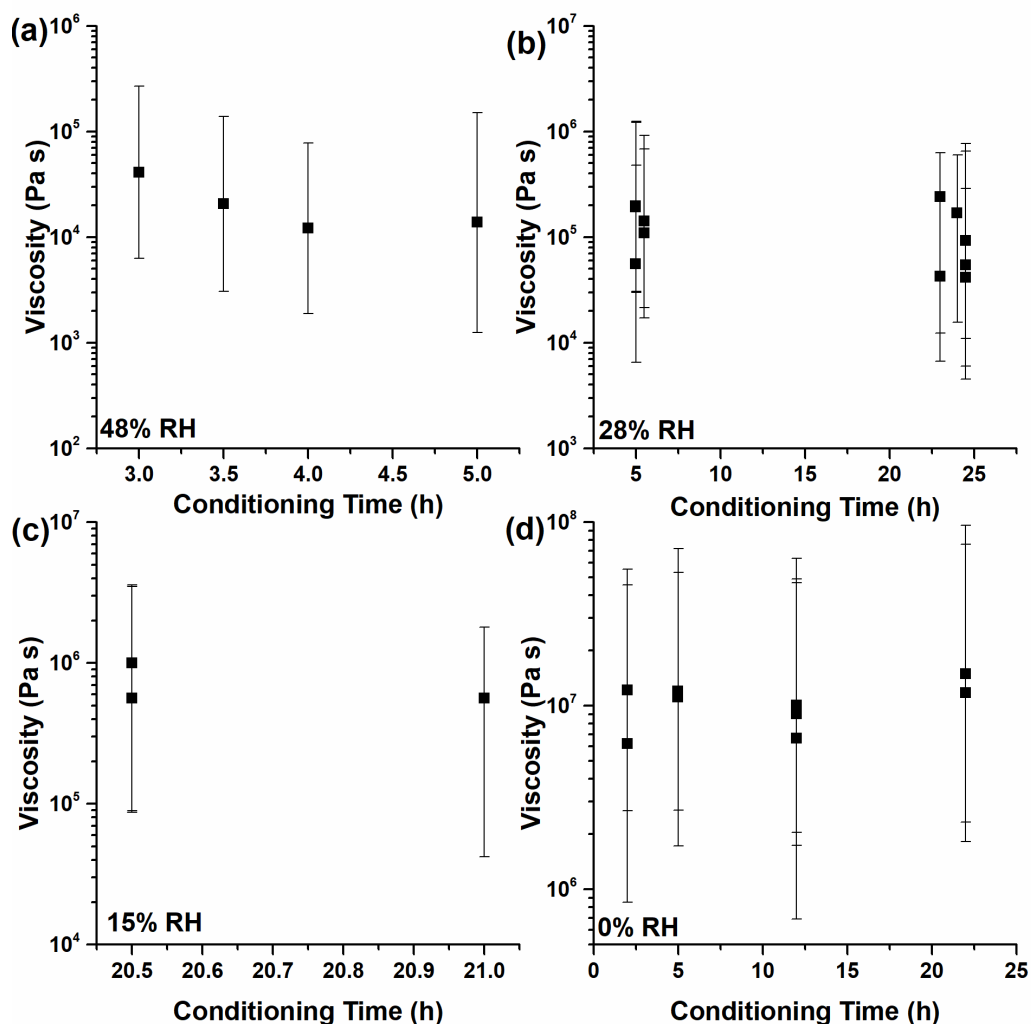 (a)
10^6
10^5
10^4
10^3
10^2
Viscosity (Pa s)
48% RH
3.0 3.5 4.0 4.5 5.0
Conditioning Time (h)
(b)
10^7
10^6
10^5
10^4
10^3
Viscosity (Pa s)
28% RH
5 10 15 20 25
Conditioning Time (h)
(c)
10^7
10^6
10^5
10^4
Viscosity (Pa s)
15% RH
20.5 20.6 20.7 20.8 20.9 21.0
Conditioning Time (h)
(d)
10^8
10^7
10^6
Viscosity (Pa s)
0% RH
0 5 10 15 20 25
Conditioning Time (h)